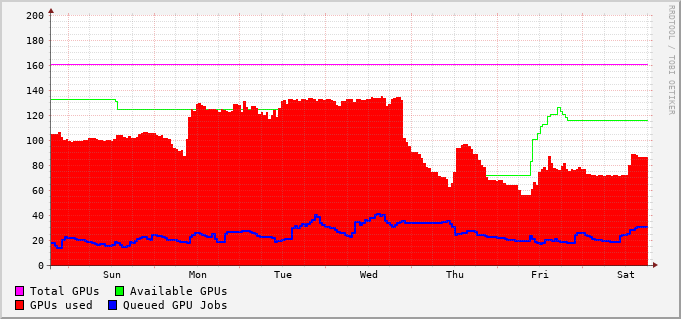 200
180
160
140
120
100
80
60
40
20
0
Sun Mon Tue Wed Thu Fri Sat
Total GPUs Available GPUs
GPUs used Queued GPU Jobs
RRDTOOL / TOBI OETIKER